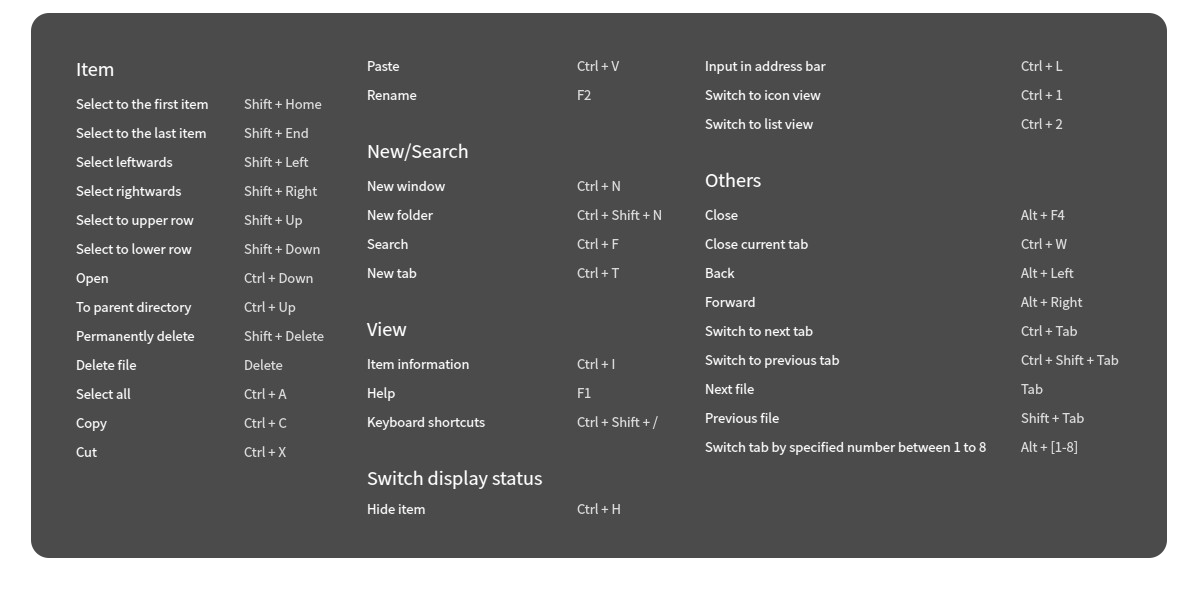 Item
Select to the first item Shift + Home
Select to the last item Shift + End
Select leftwards Shift + Left
Select rightwards Shift + Right
Select to upper row Shift + Up
Select to lower row Shift + Down
Open Ctrl + Down
To parent directory Ctrl + Up
Permanently delete Shift + Delete
Delete file Delete
Select all Ctrl + A
Copy Ctrl + C
Cut Ctrl + X
Paste Ctrl + V
Rename F2
New/Search
New window Ctrl + N
New folder Ctrl + Shift + N
Search Ctrl + F
New tab Ctrl + T
View
Item information Ctrl + I
Help F1
Keyboard shortcuts Ctrl + Shift + /
Switch display status
Hide item Ctrl + H
Input in address bar Ctrl + L
Switch to icon view Ctrl + 1
Switch to list view Ctrl + 2
Others
Close Alt + F4
Close current tab Ctrl + W
Back Alt + Left
Forward Alt + Right
Switch to next tab Ctrl + Tab
Switch to previous tab Ctrl + Shift + Tab
Next file Tab
Previous file Shift + Tab
Switch tab by specified number between 1 to 8 Alt + [1-8]